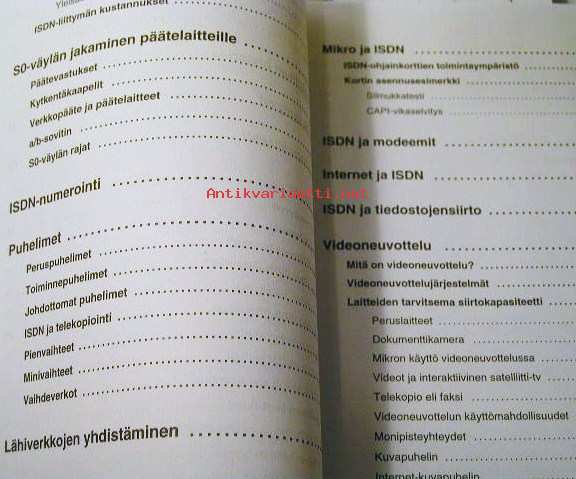 ISDN-liittymän kustannukset
S0-väylän jakaminen päätelaitteille
Päätevastukset
Kytkentäkaapelit
Verkkopääte ja päätelaitteet
a/b-sovitin
S0-väylän rajat
ISDN-numerointi
Puhelimet
Peruspuhelimet
Toiminnepuhelimet
Johdottomat puhelimet
ISDN ja telekopiointi
Pienvaihteet
Minivaihteet
Vaihdeverkot
Lähiverkkojen yhdistäminen
Mikro ja ISDN
ISDN-ohjainkorttien toimintaympäristö
Kortin asennusesimerkki
Silmukkatesti
CAPI-vikaselvitys
ISDN ja modeemit
Internet ja ISDN
ISDN ja tiedostojensiirto
Videoneuvottelu
Mitä on videoneuvottelu?
Videoneuvottelujärjestelmät
Laitteiden tarvitsema siirtokapasiteetti
Peruslaitteet
Dokumenttikamera
Mikron käyttö videoneuvottelussa
Videot ja interaktiivinen satelliitti-tv
Telekopio eli faksi
Videoneuvottelun käyttömahdollisuudet
Monipisteyhteydet
Kuvapuhelin
Internet-kuvapuhelin
Antikvariaatti.net